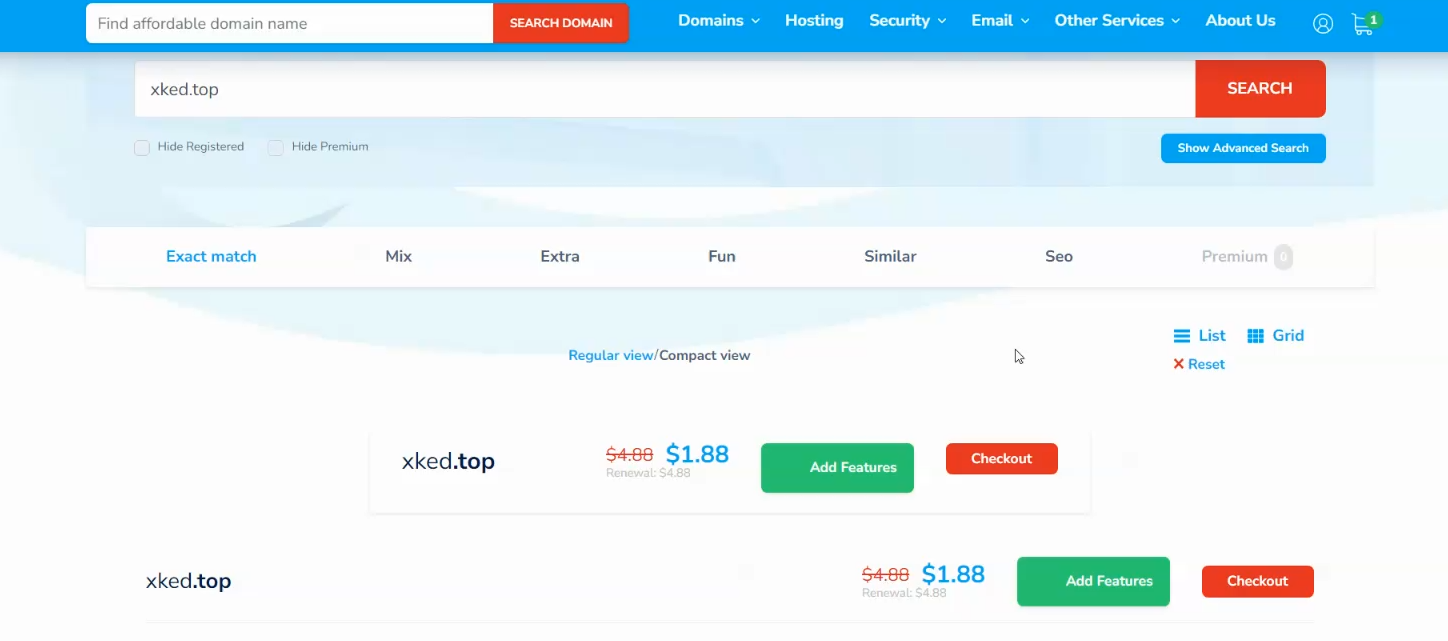 Find affordable domain name SEARCH DOMAIN Domains Hosting Security Email Other Services About Us 1
xked.top SEARCH
Hide Registered Hide Premium Show Advanced Search
Exact match Mix Extra Fun Similar Seo Premium 0
List Grid
Regular view/Compact view
Reset
xked.top $4.88 $1.88 Add Features Checkout
Renewal: $4.88
xked.top $4.88 $1.88 Add Features Checkout
Renewal: $4.88